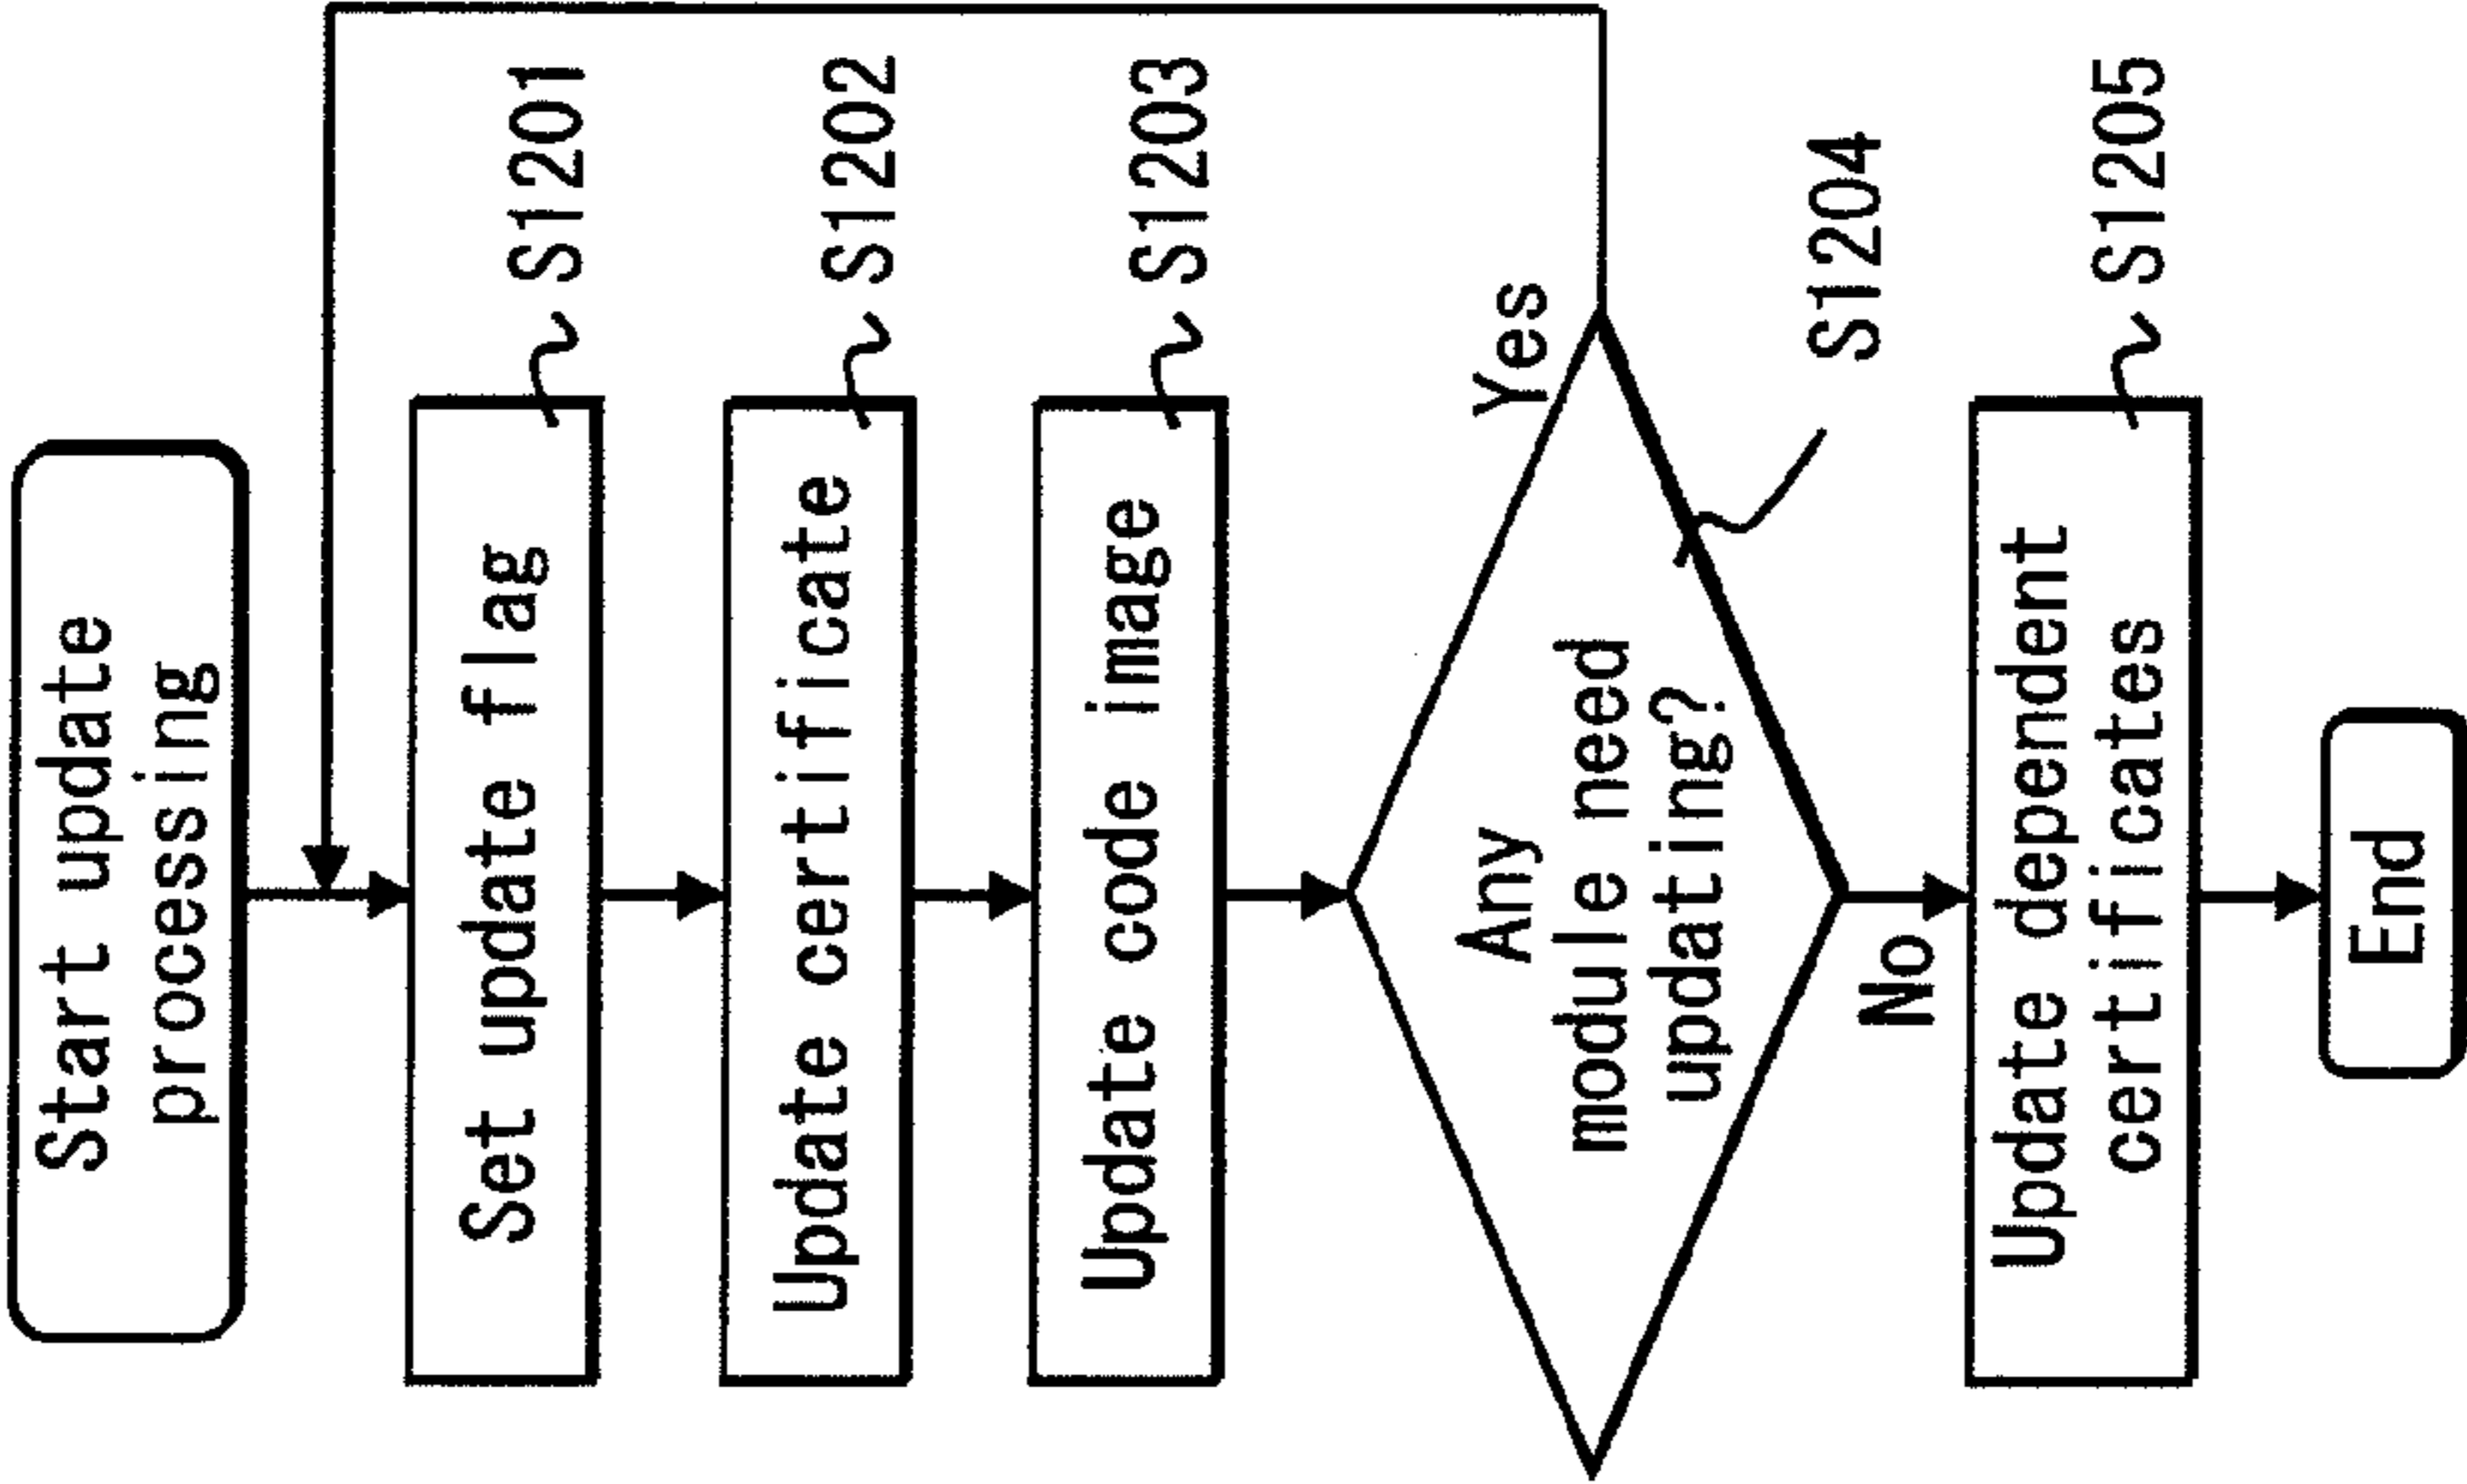 Start update
processing
Set update flag
S1201
Update certificate
S1202
Update code image
S1203
Any
module need
updating?
Yes
S1204
No
Update dependent
certificates
S1205
End